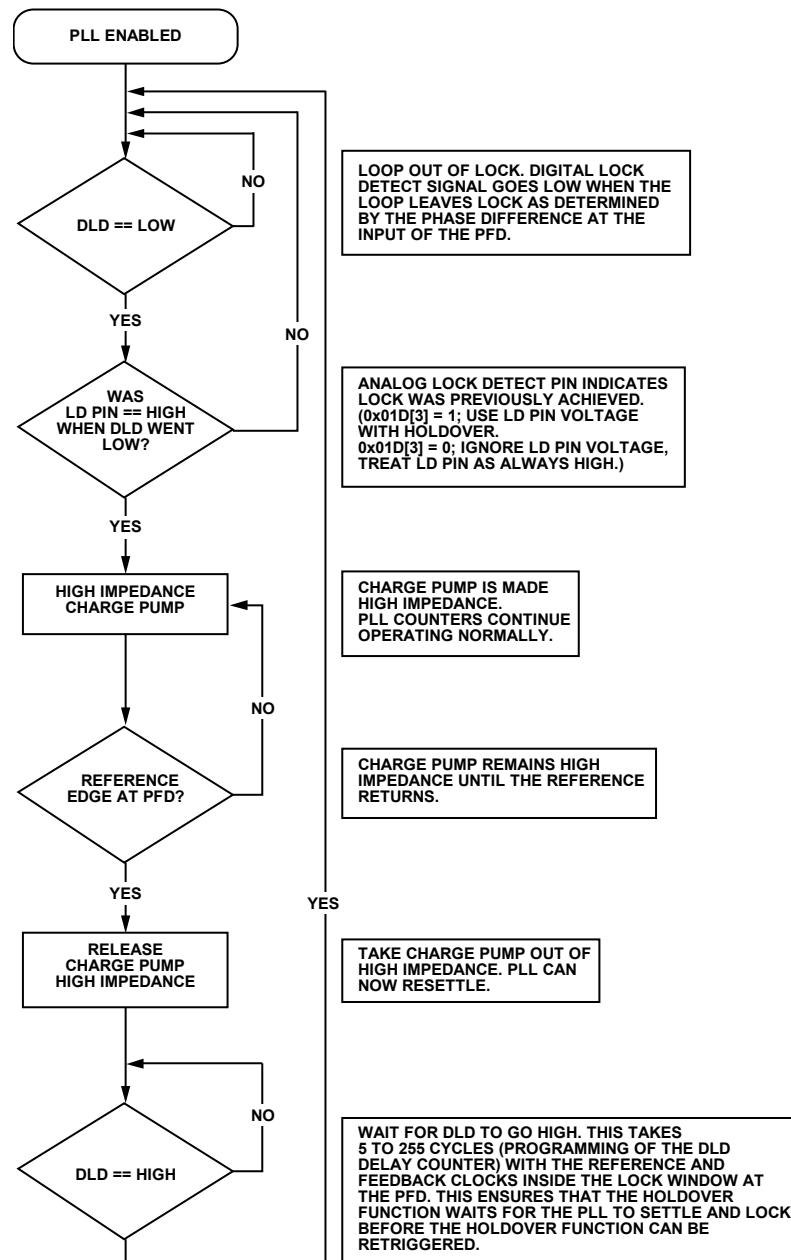 PLL ENABLED
NO
DLD == LOW
LOOP OUT OF LOCK. DIGITAL LOCK
DETECT SIGNAL GOES LOW WHEN THE
LOOP LEAVES LOCK AS DETERMINED
BY THE PHASE DIFFERENCE AT THE
INPUT OF THE PFD.
YES
NO
WAS
LD PIN == HIGH
WHEN DLD WENT
LOW?
ANALOG LOCK DETECT PIN INDICATES
LOCK WAS PREVIOUSLY ACHIEVED.
(0x01D[3] = 1; USE LD PIN VOLTAGE
WITH HOLDOVER.
0x01D[3] = 0; IGNORE LD PIN VOLTAGE,
TREAT LD PIN AS ALWAYS HIGH.)
YES
HIGH IMPEDANCE
CHARGE PUMP
CHARGE PUMP IS MADE
HIGH IMPEDANCE.
PLL COUNTERS CONTINUE
OPERATING NORMALLY.
NO
REFERENCE
EDGE AT PFD?
CHARGE PUMP REMAINS HIGH
IMPEDANCE UNTIL THE REFERENCE
RETURNS.
YES
YES
RELEASE
CHARGE PUMP
HIGH IMPEDANCE
TAKE CHARGE PUMP OUT OF
HIGH IMPEDANCE. PLL CAN
NOW RESETTLE.
NO
DLD == HIGH
WAIT FOR DLD TO GO HIGH. THIS TAKES
5 TO 255 CYCLES (PROGRAMMING OF THE DLD
DELAY COUNTER) WITH THE REFERENCE AND
FEEDBACK CLOCKS INSIDE THE LOCK WINDOW AT
THE PFD. THIS ENSURES THAT THE HOLDOVER
FUNCTION WAITS FOR THE PLL TO SETTLE AND LOCK
BEFORE THE HOLDOVER FUNCTION CAN BE
RETRIGGERED.